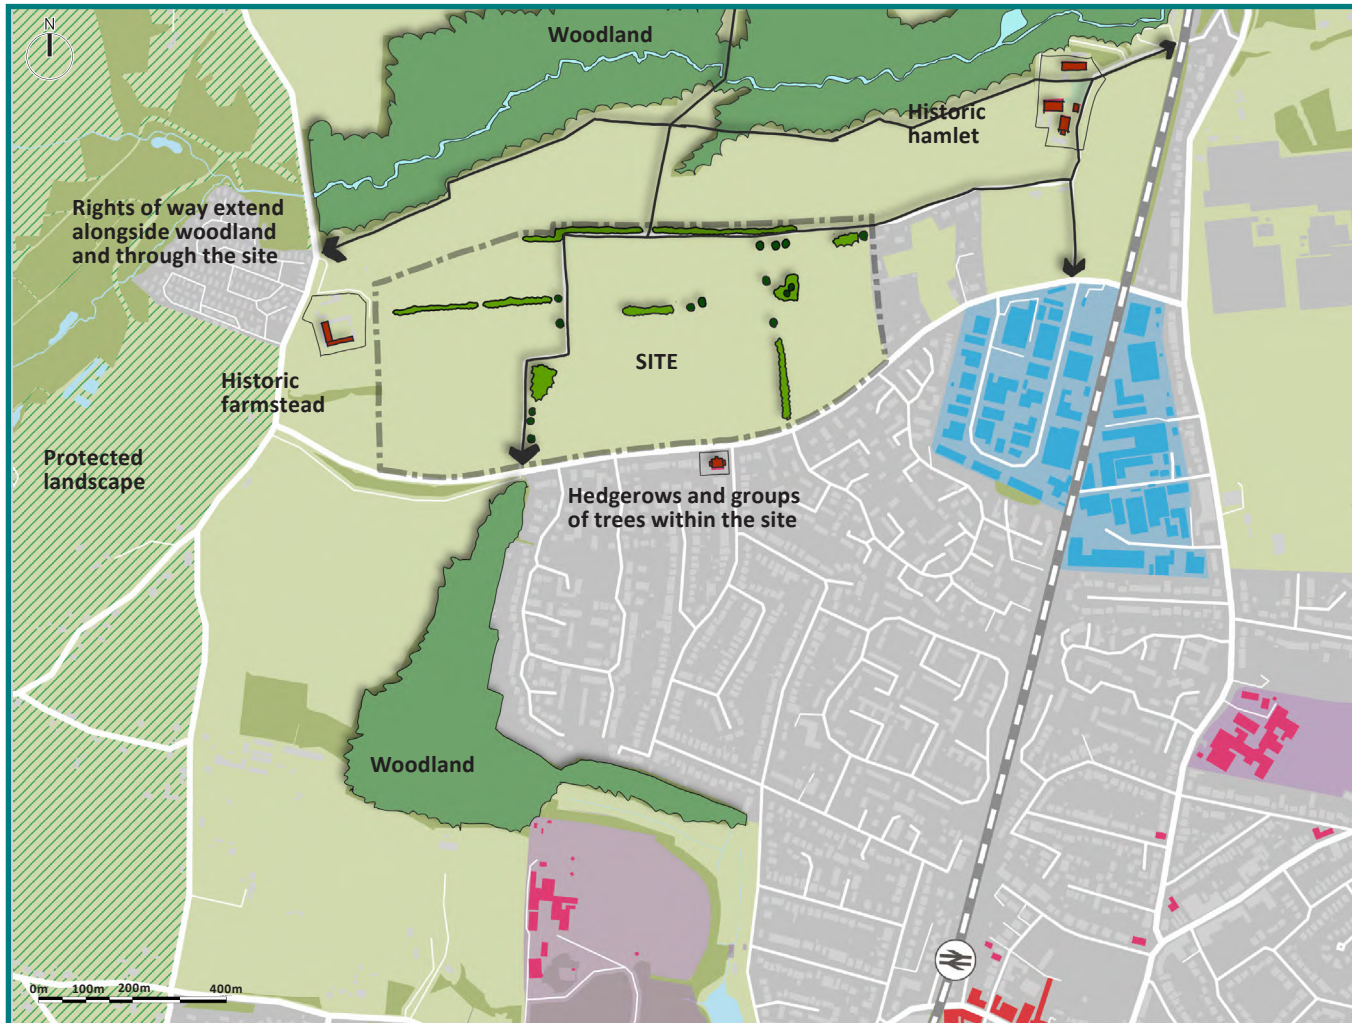 N
Woodland
Historic
hamlet
Rights of way extend
alongside woodland
and through the site
SITE
Historic
farmstead
Protected
landscape
Hedgerows and groups
of trees within the site
Woodland
0m 100m 200m 400m